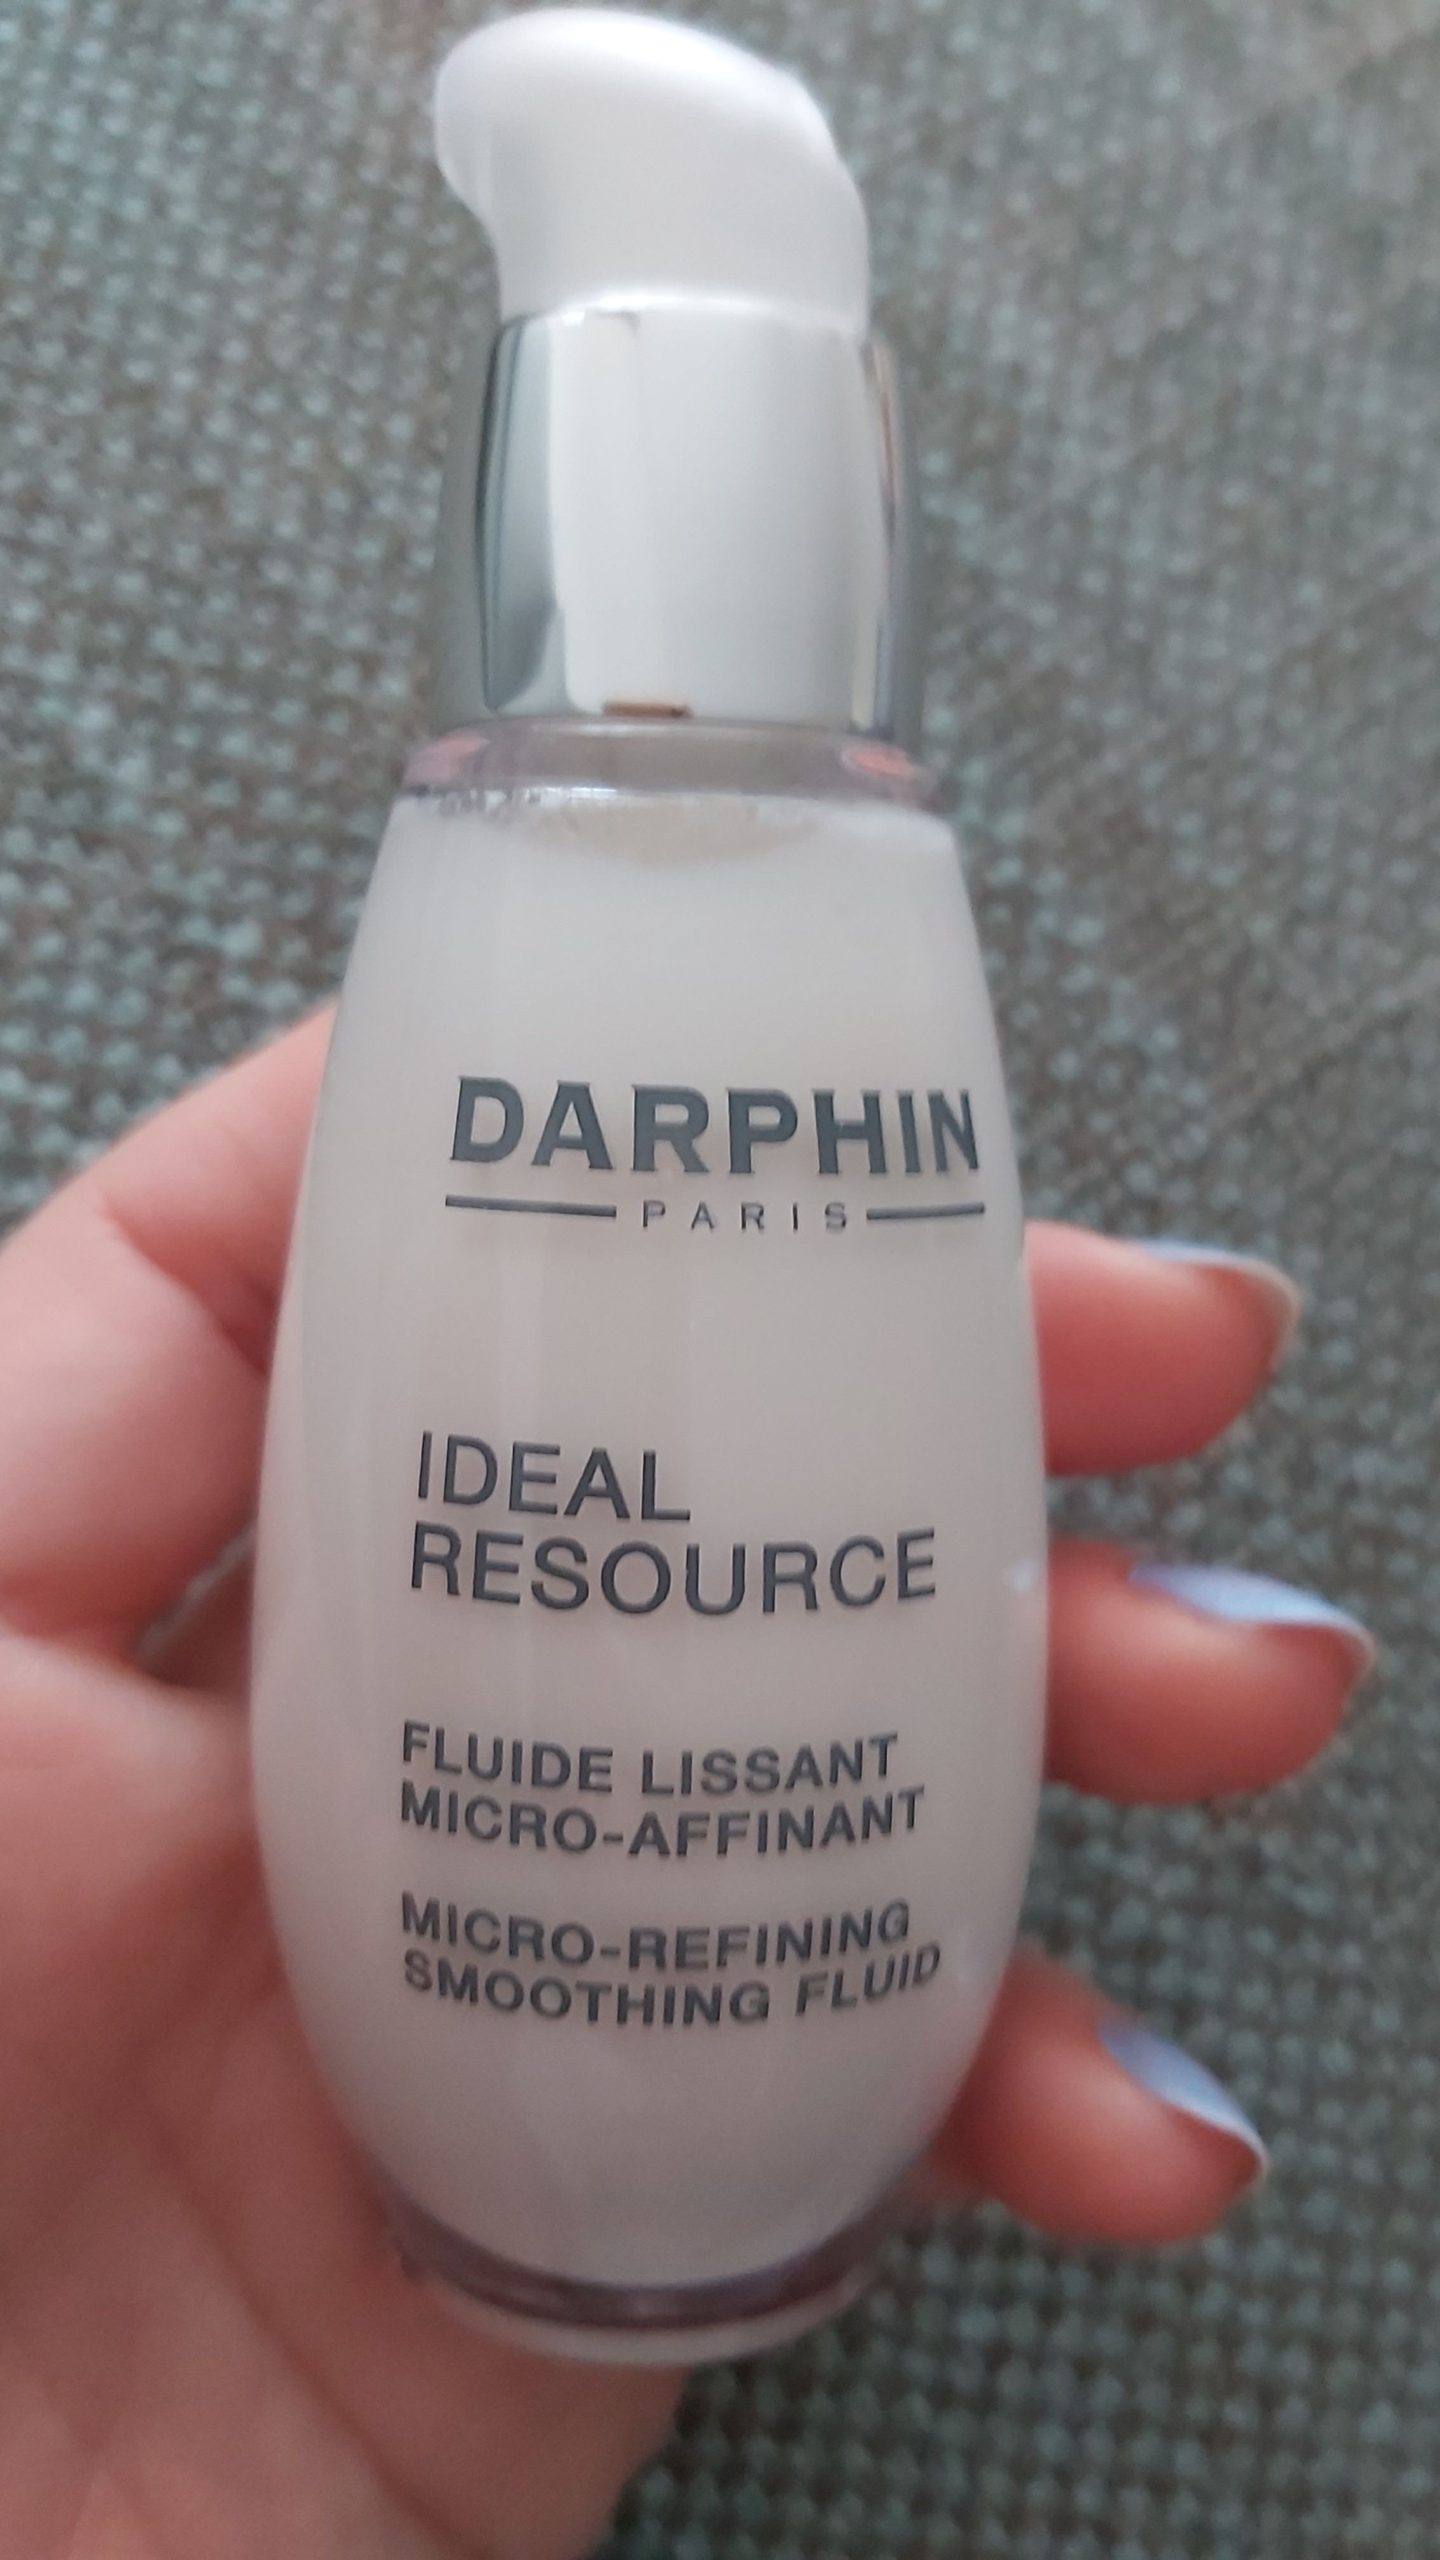 DARPHIN
PARIS
IDEAL
RESOURCE
FLUIDE LISSANT
MICRO-AFFINANT
MICRO-REFINING
SMOOTHING FLUID